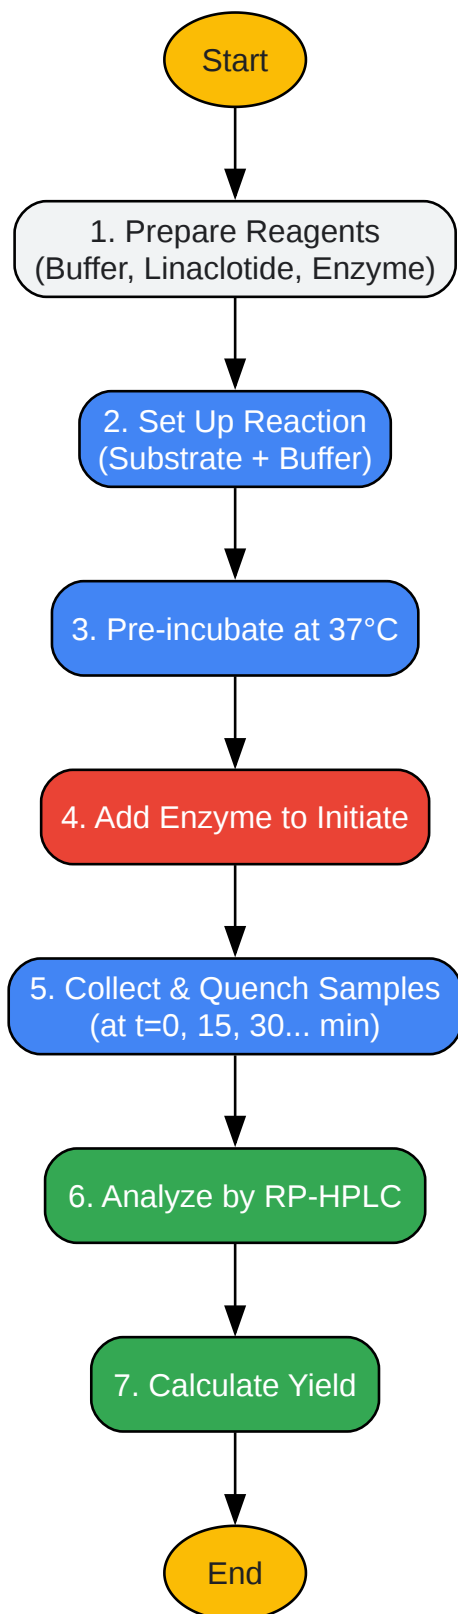 Start
1. Prepare Reagents
(Buffer, Linaclotide, Enzyme)
2. Set Up Reaction
(Substrate + Buffer)
3. Pre-incubate at 37°C
4. Add Enzyme to Initiate
5. Collect & Quench Samples
(at t=0, 15, 30... min)
6. Analyze by RP-HPLC
7. Calculate Yield
End